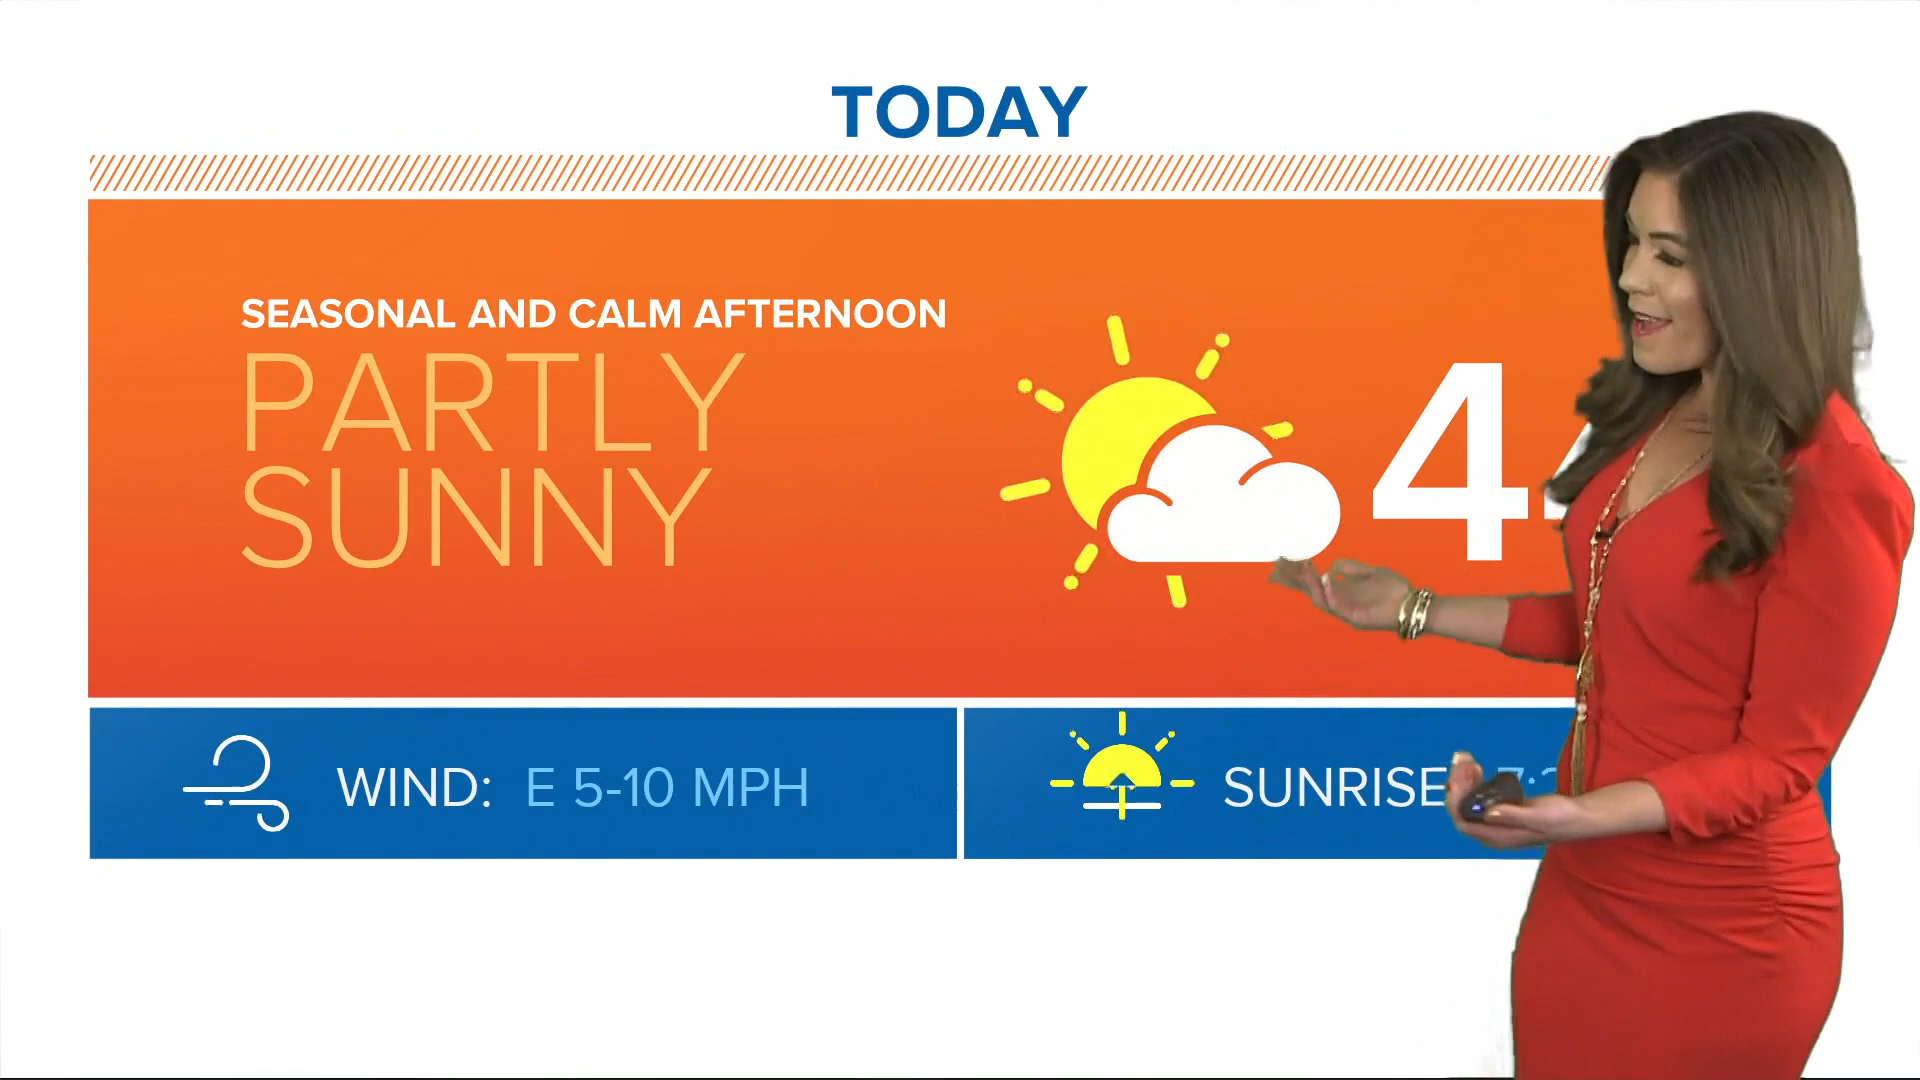 TODAY
SEASONAL AND CALM AFTERNOON
PARTLY
SUNNY
4
WIND: E 5-10 MPH
SUNRISE